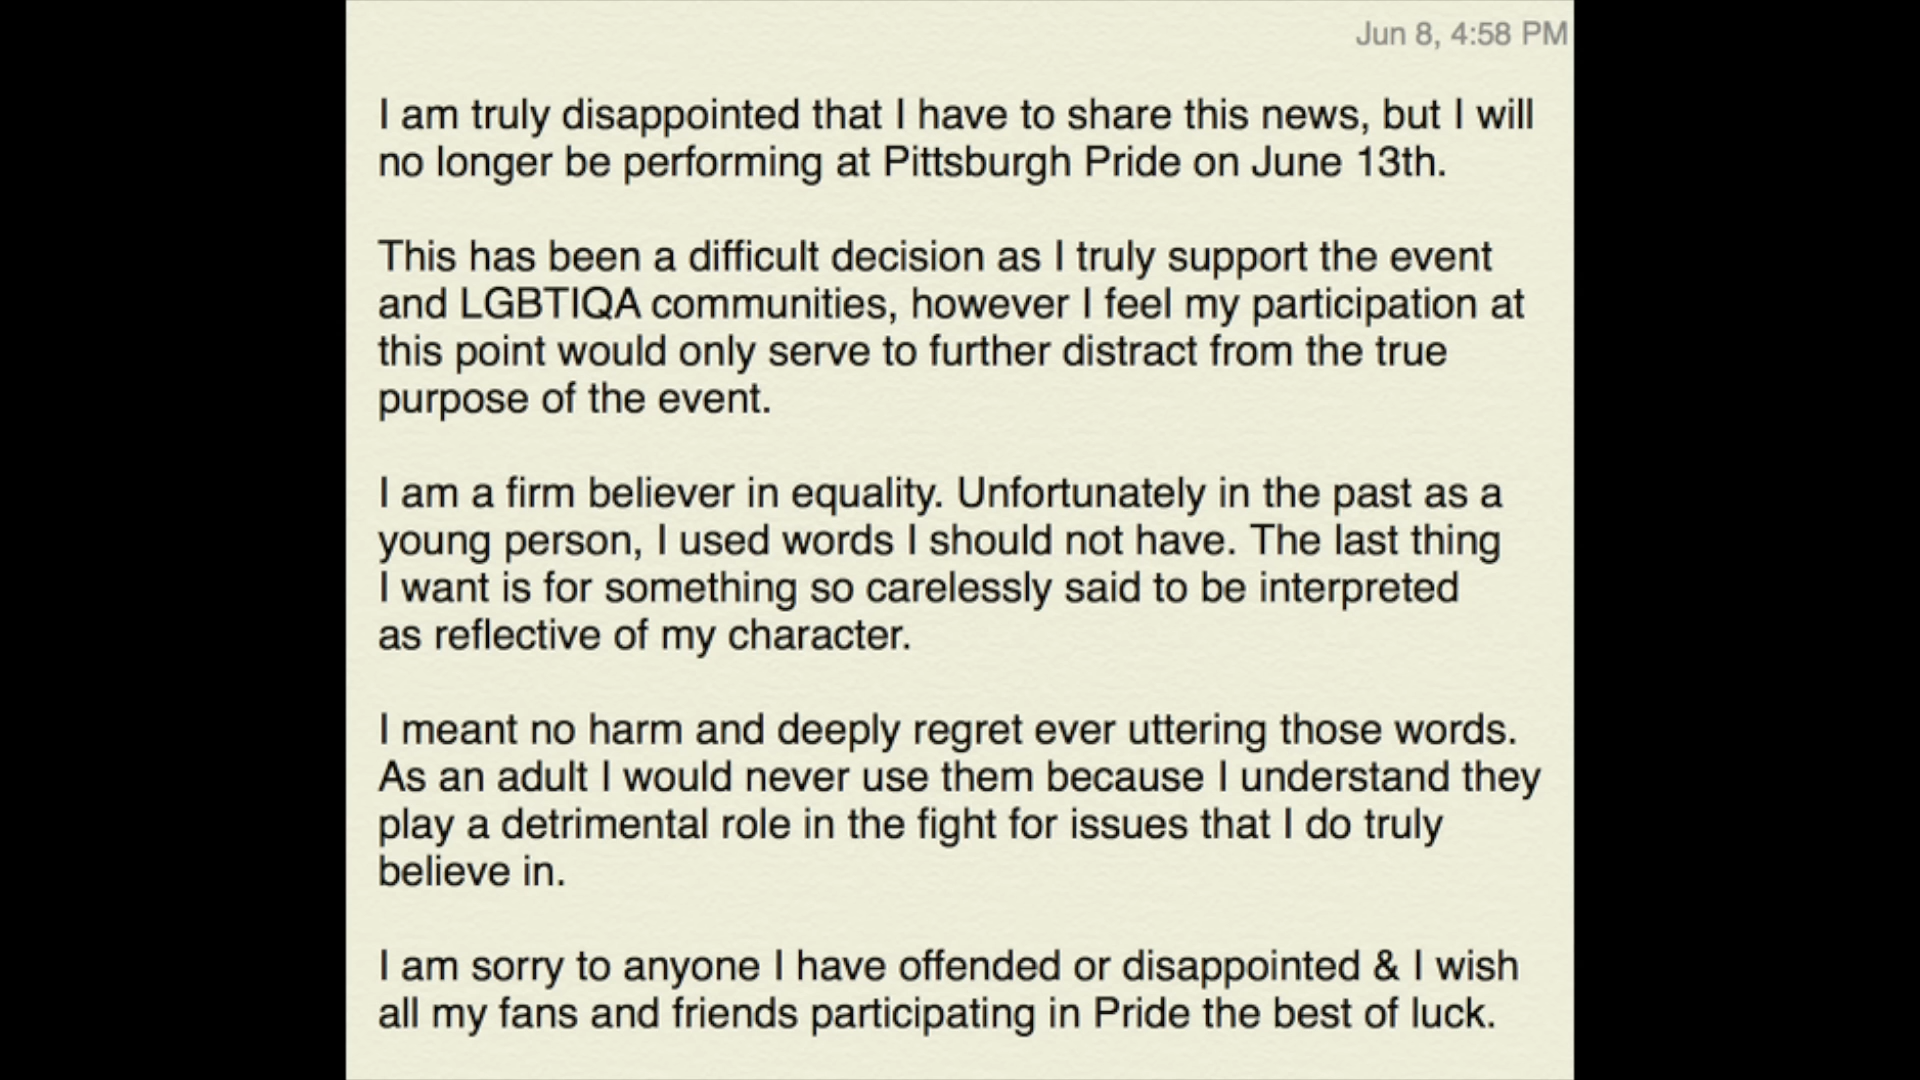 Jun 8, 4:58 PM
I am truly disappointed that I have to share this news, but I will
no longer be performing at Pittsburgh Pride on June 13th.
This has been a difficult decision as I truly support the event
and LGBTIQA communities, however I feel my participation at
this point would only serve to further distract from the true
purpose of the event.
I am a firm believer in equality. Unfortunately in the past as a
young person, I used words I should not have. The last thing
I want is for something so carelessly said to be interpreted
as reflective of my character.
I meant no harm and deeply regret ever uttering those words.
As an adult I would never use them because I understand they
play a detrimental role in the fight for issues that I do truly
believe in.
I am sorry to anyone I have offended or disappointed & I wish
all my fans and friends participating in Pride the best of luck.